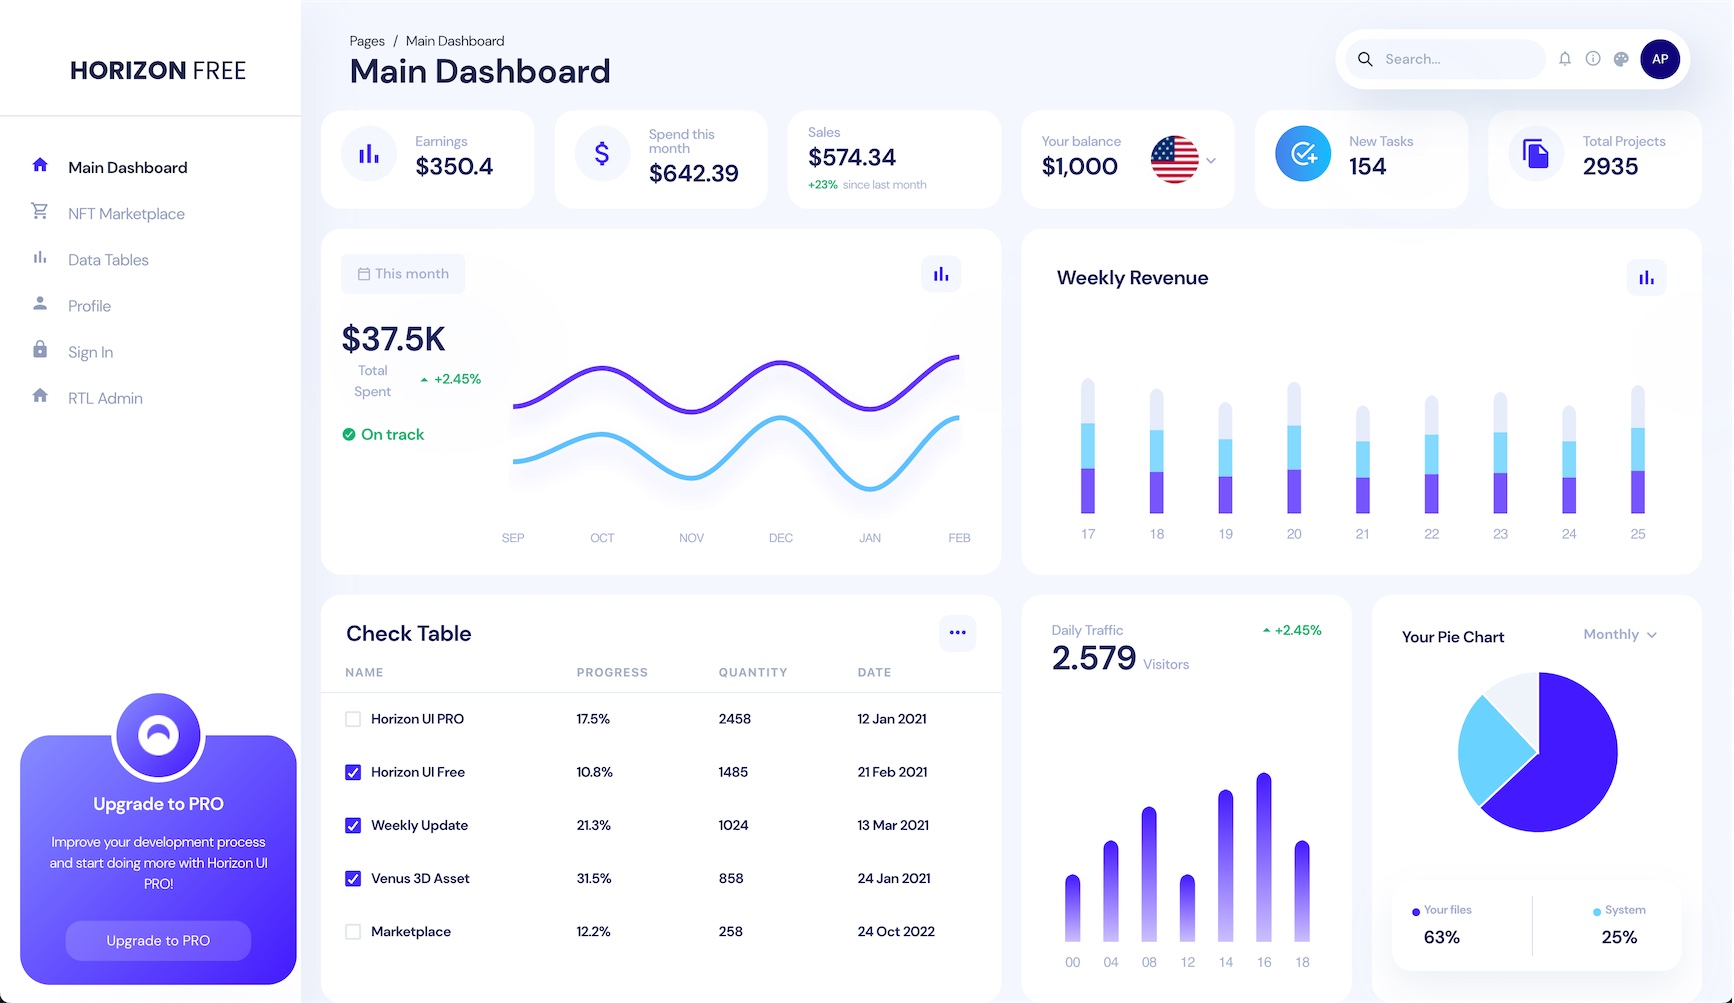 HORIZON FREE
Main Dashboard
NFT Marketplace
Data Tables
Profile
Sign In
RTL Admin
Upgrade to PRO
Improve your development process
and start doing more with Horizon UI
PRO!
Upgrade to PRO
Pages / Main Dashboard
Main Dashboard
Search...
AP
Earnings
$350.4
Spend this
month
$642.39
Sales
$574.34
+23% since last month
Your balance
$1,000
New Tasks
154
Total Projects
2935
This month
$37.5K
Total
Spent
+2.45%
On track
SEP OCT NOV DEC JAN FEB
Weekly Revenue
17 18 19 20 21 22 23 24 25
Check Table
NAME PROGRESS QUANTITY DATE
Horizon UI PRO 17.5% 2458 12 Jan 2021
Horizon UI Free 10.8% 1485 21 Feb 2021
Weekly Update 21.3% 1024 13 Mar 2021
Venus 3D Asset 31.5% 858 24 Jan 2021
Marketplace 12.2% 258 24 Oct 2022
Daily Traffic
+2.45%
2.579 Visitors
00 04 08 12 14 16 18
Your Pie Chart
Monthly
Your files
63%
System
25%